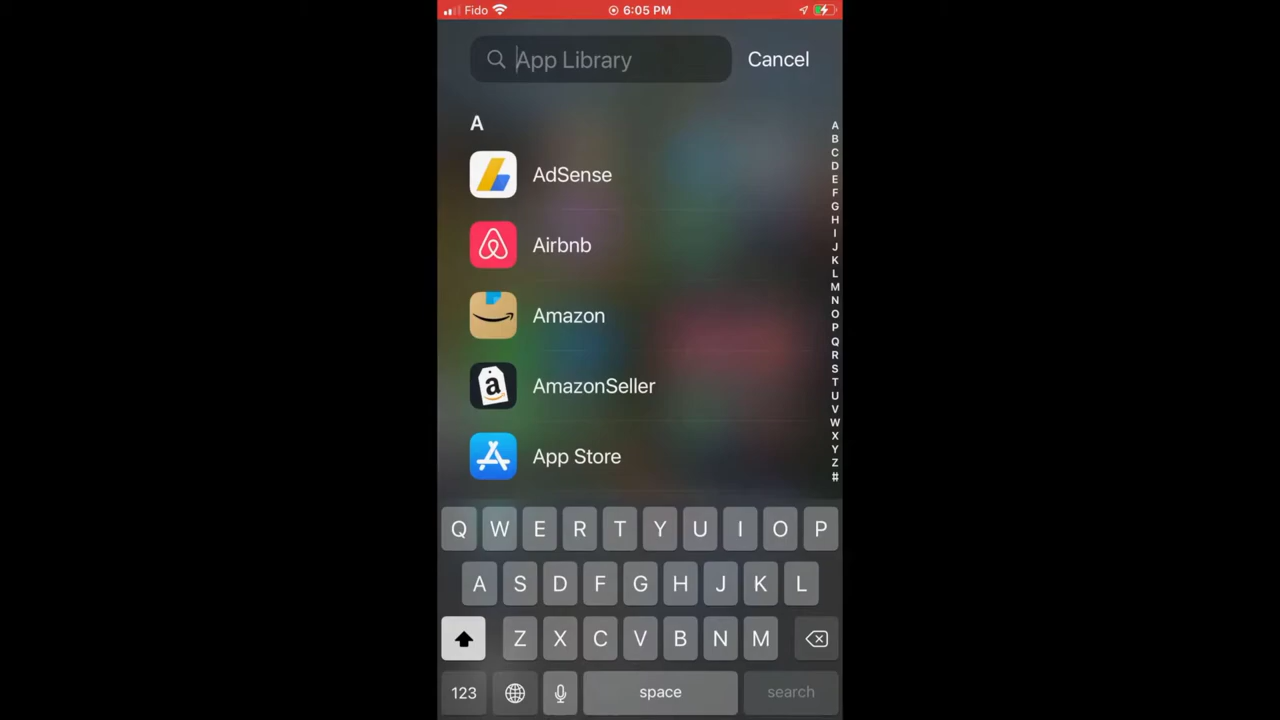 Fido 6:05 PM
App Library Cancel
A
AdSense
Airbnb
Amazon
AmazonSeller
a
App Store
A
B
C
D
E
F
G
H
I
J
K
L
M
N
O
P
Q
R
S
T
U
V
W
X
Y
Z
#
Q W E R T Y U I O P
A S D F G H J K L
Z X C V B N M
123 space search